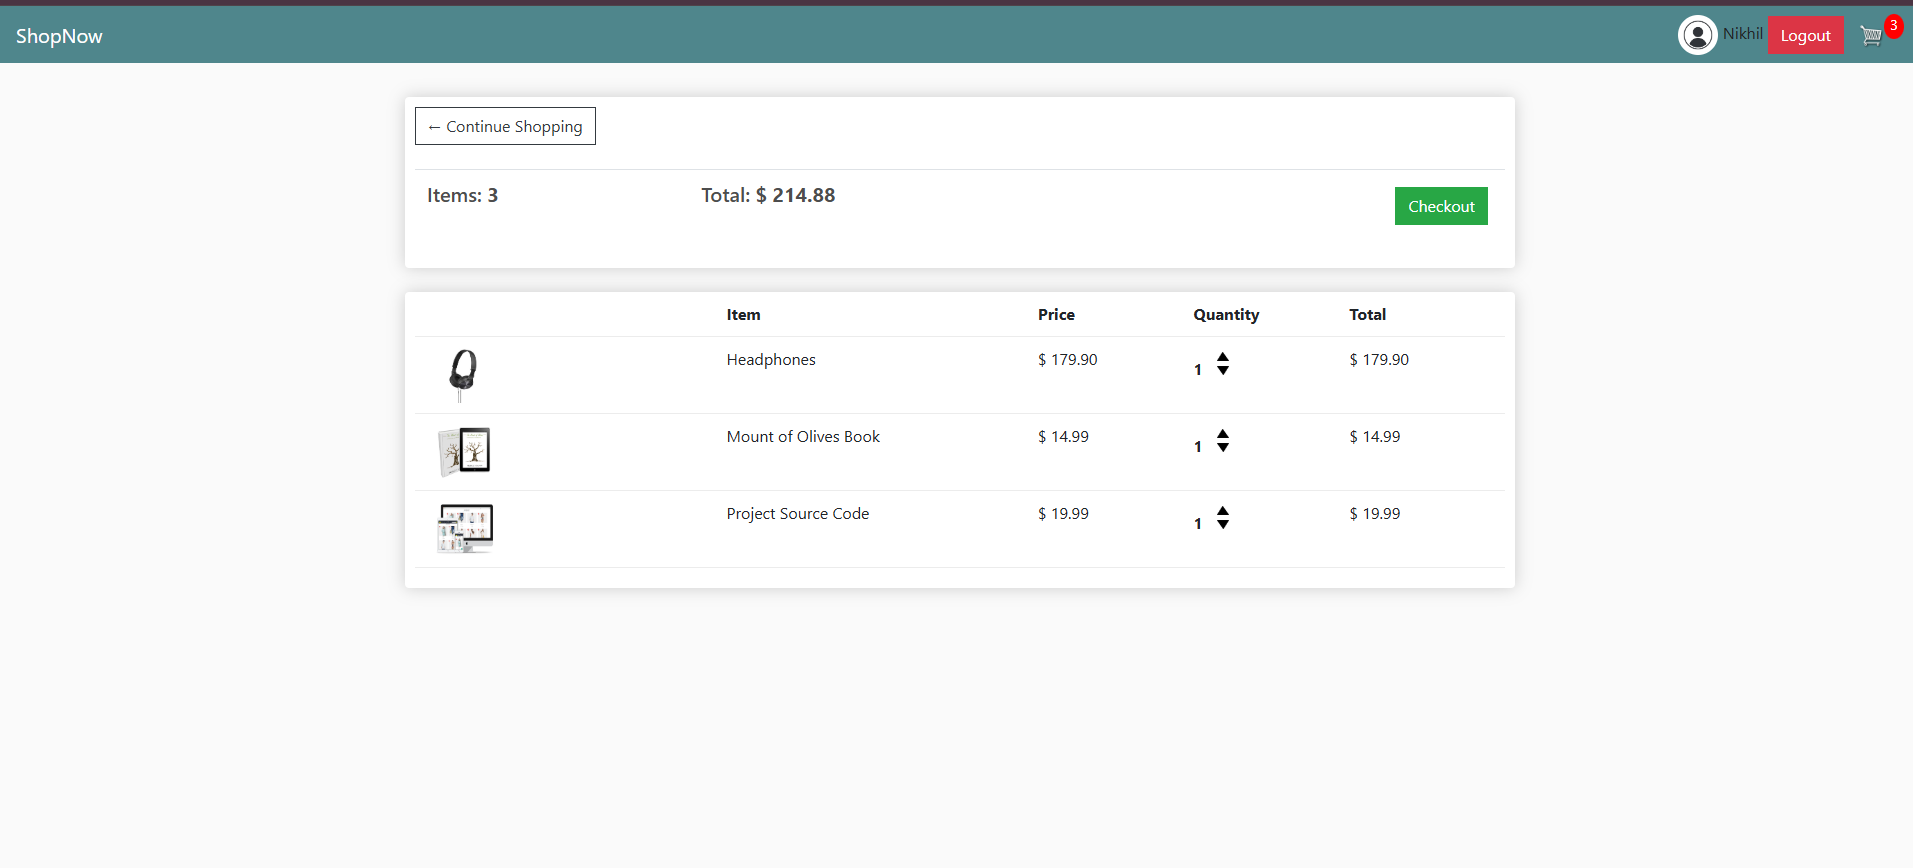 ShopNow
Nikhil Logout 3
← Continue Shopping
Items: 3 Total: $ 214.88 Checkout
Item Price Quantity Total
Headphones $ 179.90 1 $ 179.90
Mount of Olives Book $ 14.99 1 $ 14.99
Project Source Code $ 19.99 1 $ 19.99